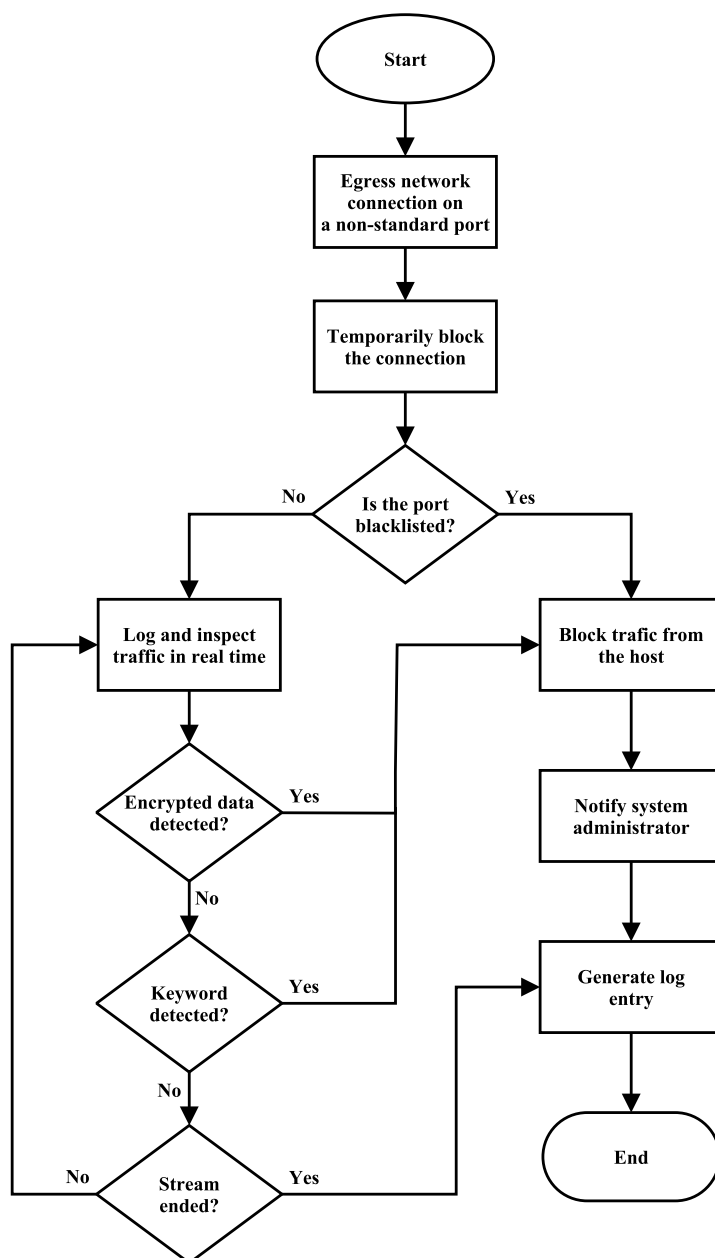 Start
Egress network
connection on
a non-standard port
Temporarily block
the connection
Is the port
blacklisted?
No
Yes
Log and inspect
traffic in real time
Block trafic from
the host
Encrypted data
detected?
Yes
No
Notify system
administrator
Keyword
detected?
Yes
No
Generate log
entry
Stream
ended?
No
Yes
End